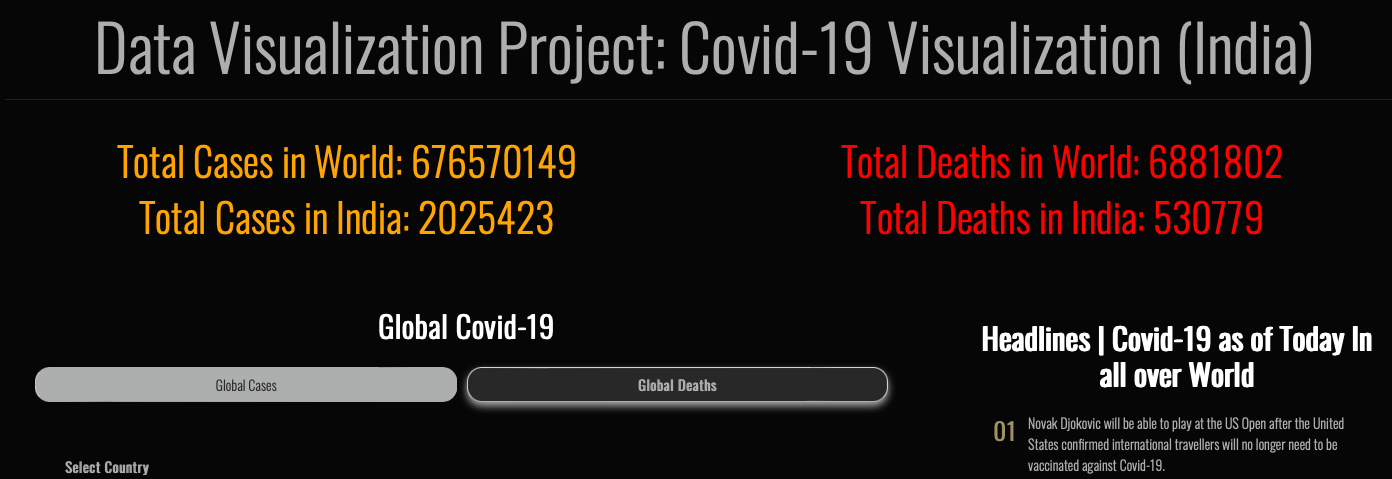 Data Visualization Project: Covid-19 Visualization (India)
Total Cases in World: 676570149
Total Cases in India: 2025423
Total Deaths in World: 6881802
Total Deaths in India: 530779
Global Covid-19
Global Cases
Global Deaths
Select Country
Headlines | Covid-19 as of Today In
all over World
01
Novak Djokovic will be able to play at the US Open after the United
States confirmed international travellers will no longer need to be
vaccinated against Covid-19.